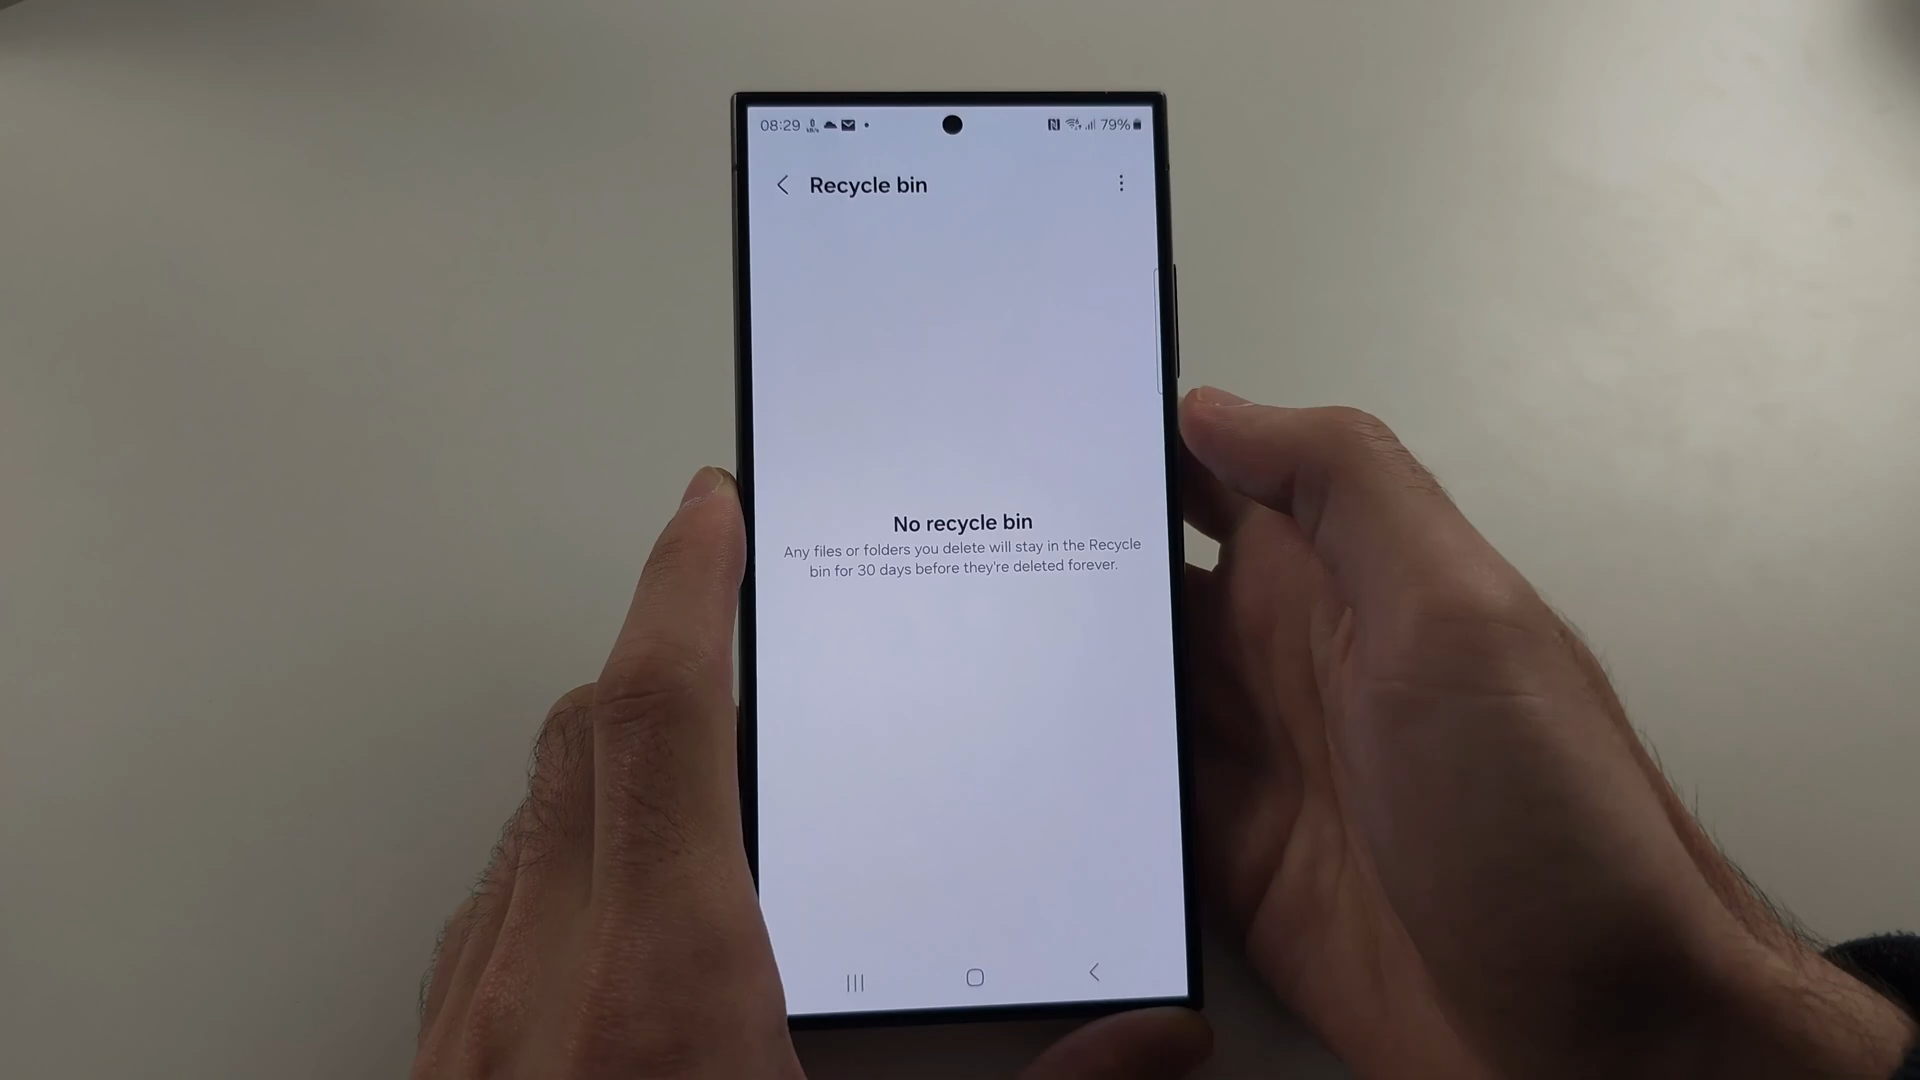 08:29
79%
Recycle bin
No recycle bin
Any files or folders you delete will stay in the Recycle
bin for 30 days before they're deleted forever.